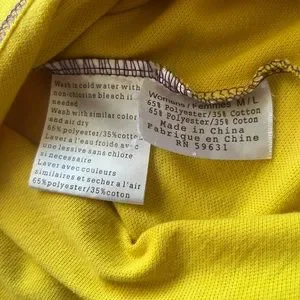 Wash in cold water with
non-chlorine bleach if
needed
Wash with similar color
and air dry
65%polyester/35%cotton
Laver a l'eau froide avec
une lessive sans chlore
si necessaire
Laver avec couleurs
similaires et secher a l'air
65%polyester/35%coton
Womens/Femmes M/L
65% Polyester/35% Cotton
65% Polyester/35% Coton
Made in China
Fabrique en Chine
RN 59631